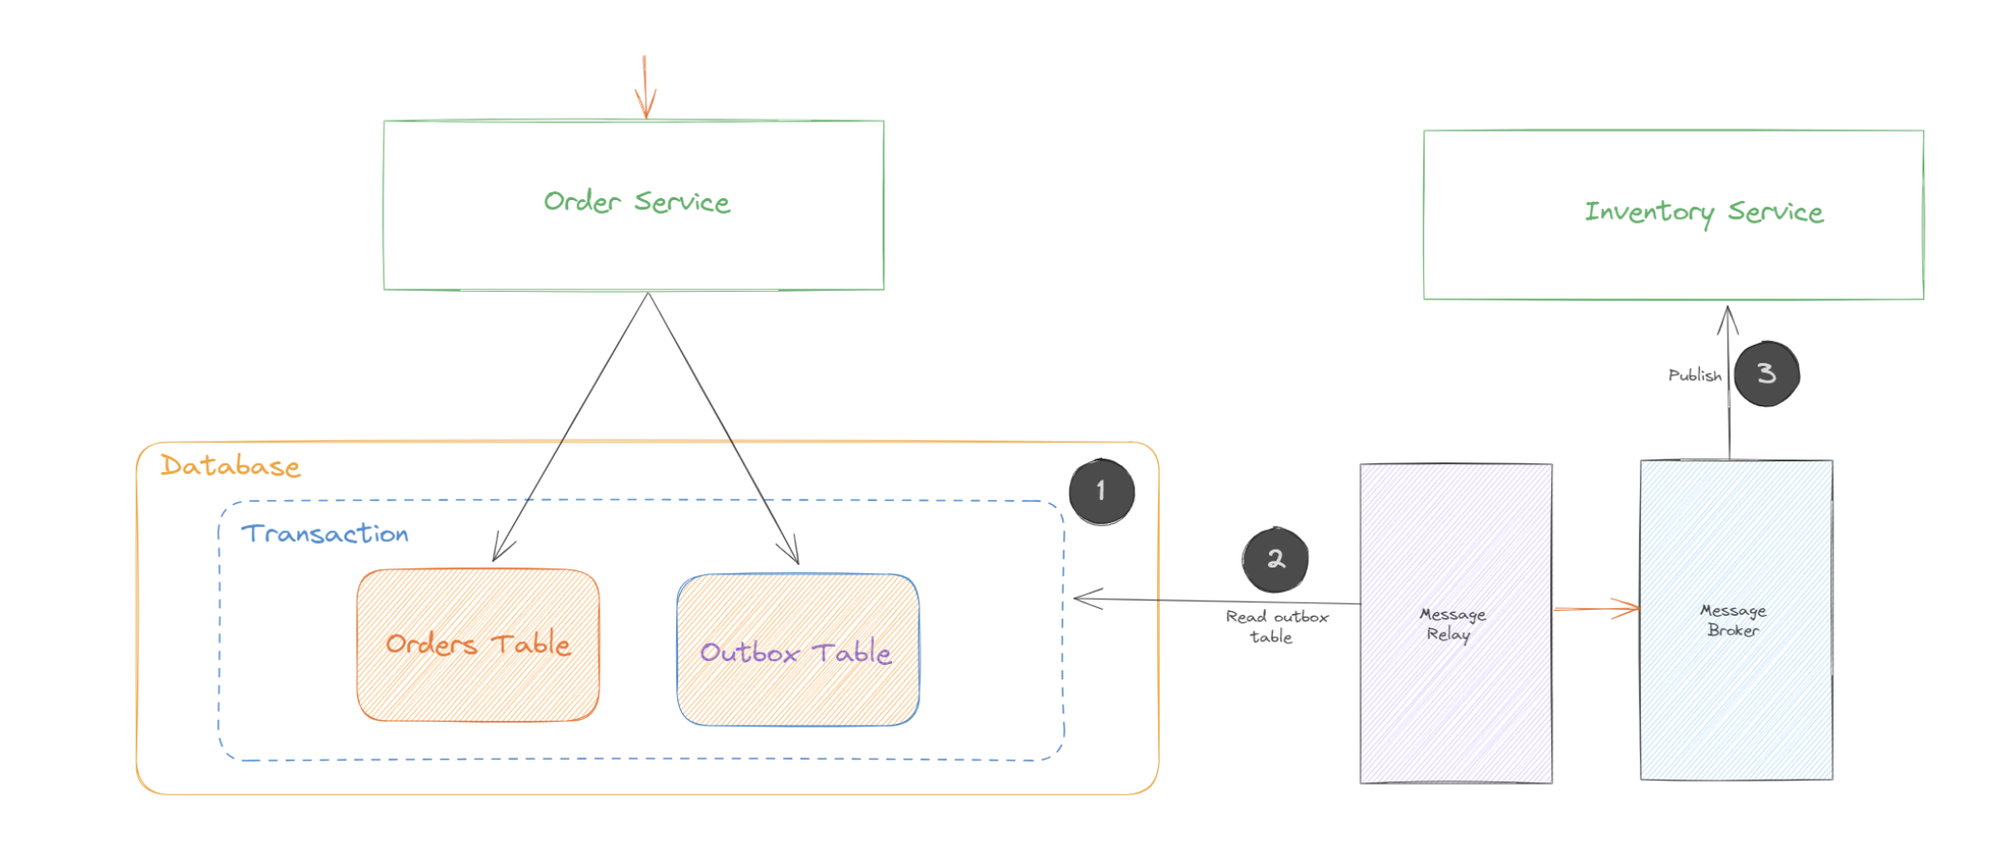 Order Service
Inventory Service
Publish
3
Database
1
Transaction
2
Read outbox
table
Message
Relay
Message
Broker
Orders Table
Outbox Table